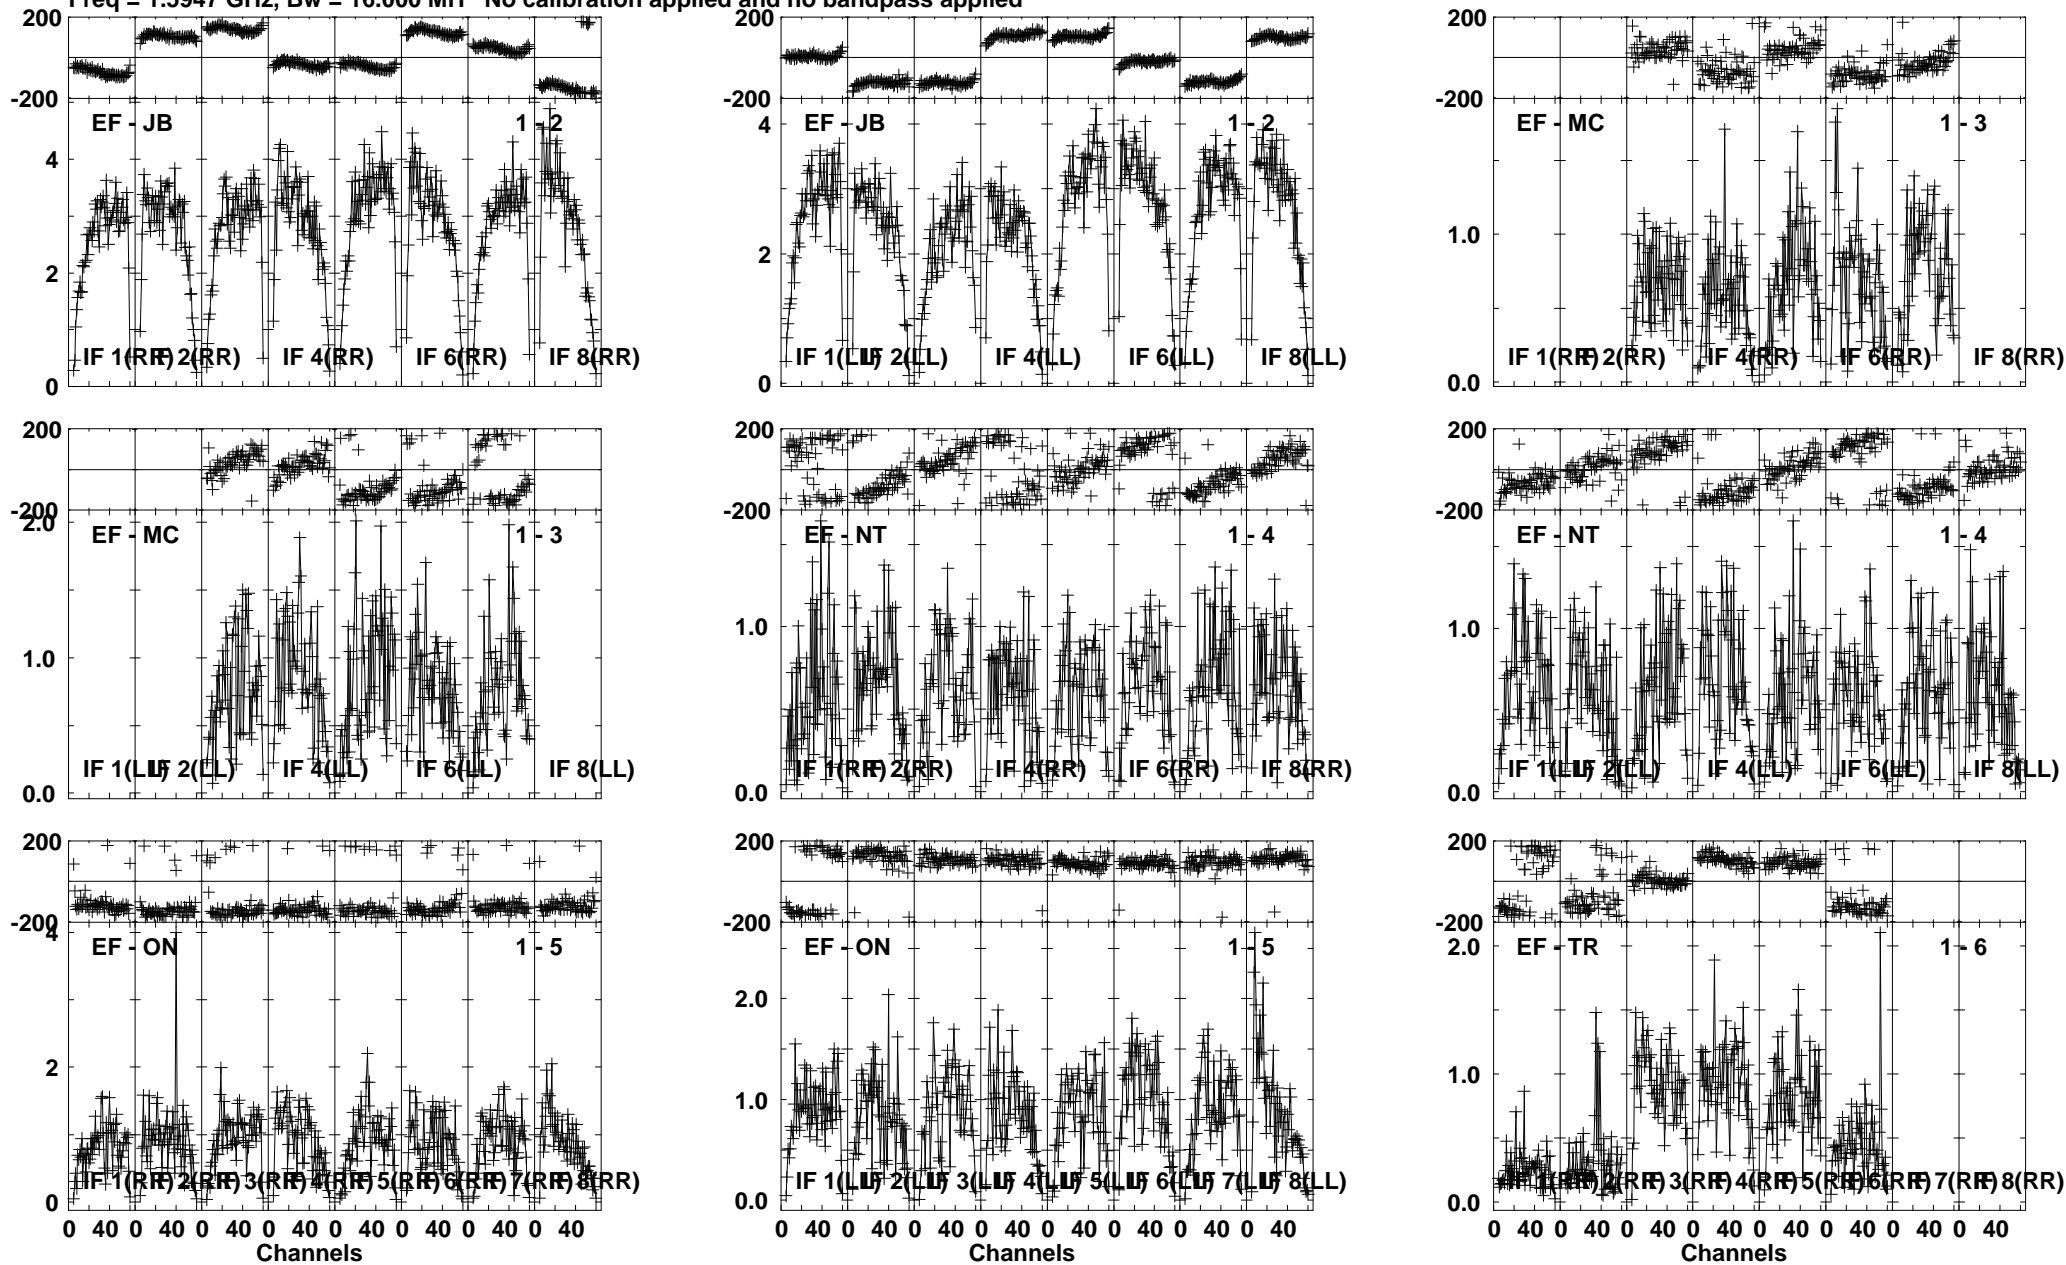 Freq = 1.5947 GHz, Bw = 16.000 MH No calibration applied and no bandpass applied
200
-200
EF - JB
1 - 2
4
2
0
IF 1(RR)
IF 2(RR)
IF 4(RR)
IF 6(RR)
IF 8(RR)
EF - JB
1 - 2
4
2
0
IF 1(LL)
IF 2(LL)
IF 4(LL)
IF 6(LL)
IF 8(LL)
200
-200
EF - MC
1 - 3
1.0
0.0
IF 1(RR)
IF 2(RR)
IF 4(RR)
IF 6(RR)
IF 8(RR)
200
-200
2.0
EF - MC
1 - 3
1.0
0.0
IF 1(LL)
IF 2(LL)
IF 4(LL)
IF 6(LL)
IF 8(LL)
200
-200
EF - NT
1 - 4
1.0
0.0
IF 1(RR)
IF 2(RR)
IF 4(RR)
IF 6(RR)
IF 8(RR)
200
-200
EF - NT
1 - 4
1.0
0.0
IF 1(LL)
IF 2(LL)
IF 4(LL)
IF 6(LL)
IF 8(LL)
200
-200
4
EF - ON
1 - 5
2
0
IF 1(RR)
IF 2(RR)
IF 3(RR)
IF 4(RR)
IF 5(RR)
IF 6(RR)
IF 7(RR)
IF 8(RR)
0 40 0 40 0 40 0 40 0 40 0 40 0 40 0 40
Channels
200
-200
EF - ON
1 - 5
2.0
1.0
0.0
IF 1(LL)
IF 2(LL)
IF 3(LL)
IF 4(LL)
IF 5(LL)
IF 6(LL)
IF 7(LL)
IF 8(LL)
0 40 0 40 0 40 0 40 0 40 0 40 0 40 0 40
Channels
200
-200
EF - TR
1 - 6
2.0
1.0
0.0
IF 1(RR)
IF 2(RR)
IF 3(RR)
IF 4(RR)
IF 5(RR)
IF 6(RR)
IF 7(RR)
IF 8(RR)
0 40 0 40 0 40 0 40 0 40 0 40 0 40 0 40
Channels